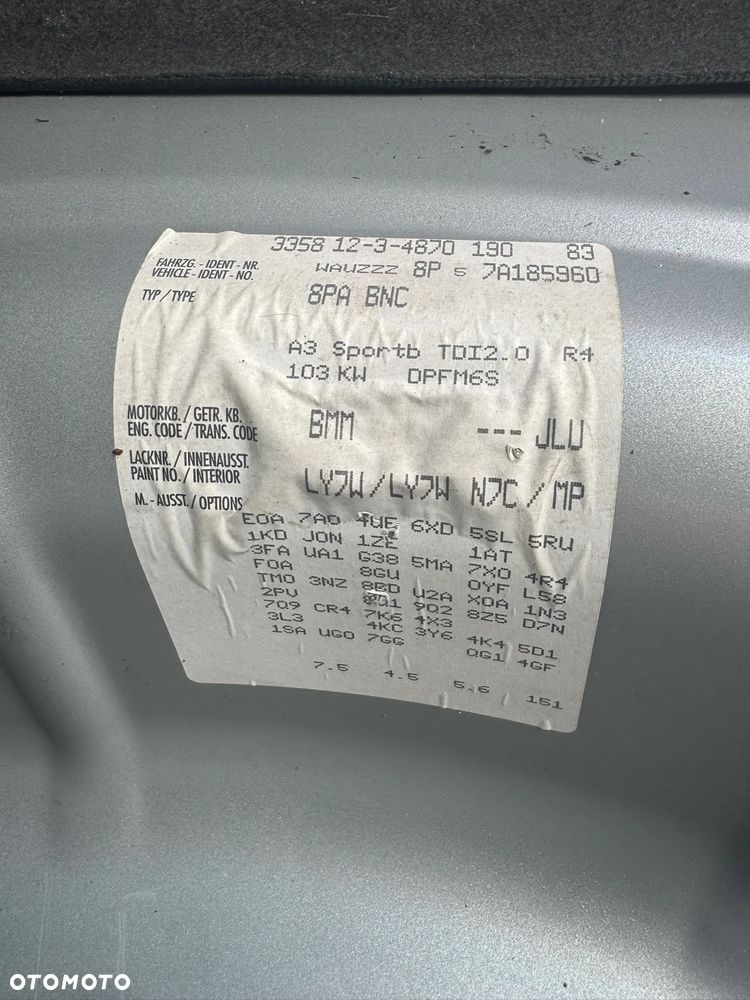 3358 12-3-4870 190 83
FAHRZG. - IDENT - NR.
VEHICLE - IDENT - NO.
WAUZZZ 8P 5 7A185960
TYP / TYPE
8PA BNC
A3 Sportb TDI2.0 R4
103 KW DPFM6S
MOTORKB. / GETR. KB.
ENG. CODE / TRANS. CODE
BMM --- JLU
LACKNR. / INNENAUSST.
PAINT NO. / INTERIOR
LY7W / LY7W N7C / MP
M. - AUSST. / OPTIONS
E0A 7A0 4UE 6XD 5SL 5RU
1KD J0N 1ZE 1AT
3FA UA1 G38 5MA 7X0 4R4
F0A 8GU 0YF L58
TM0 3NZ 8ED U2A X0A 1N3
2PV 8Q1 902 8Z5 D7N
709 CR4 7K6 4X3
3L3 4KC 3Y6 4K4 5D1
1SA UG0 7GG QG1 4GF
7.5 4.5 5.6 151
OTOMOTO